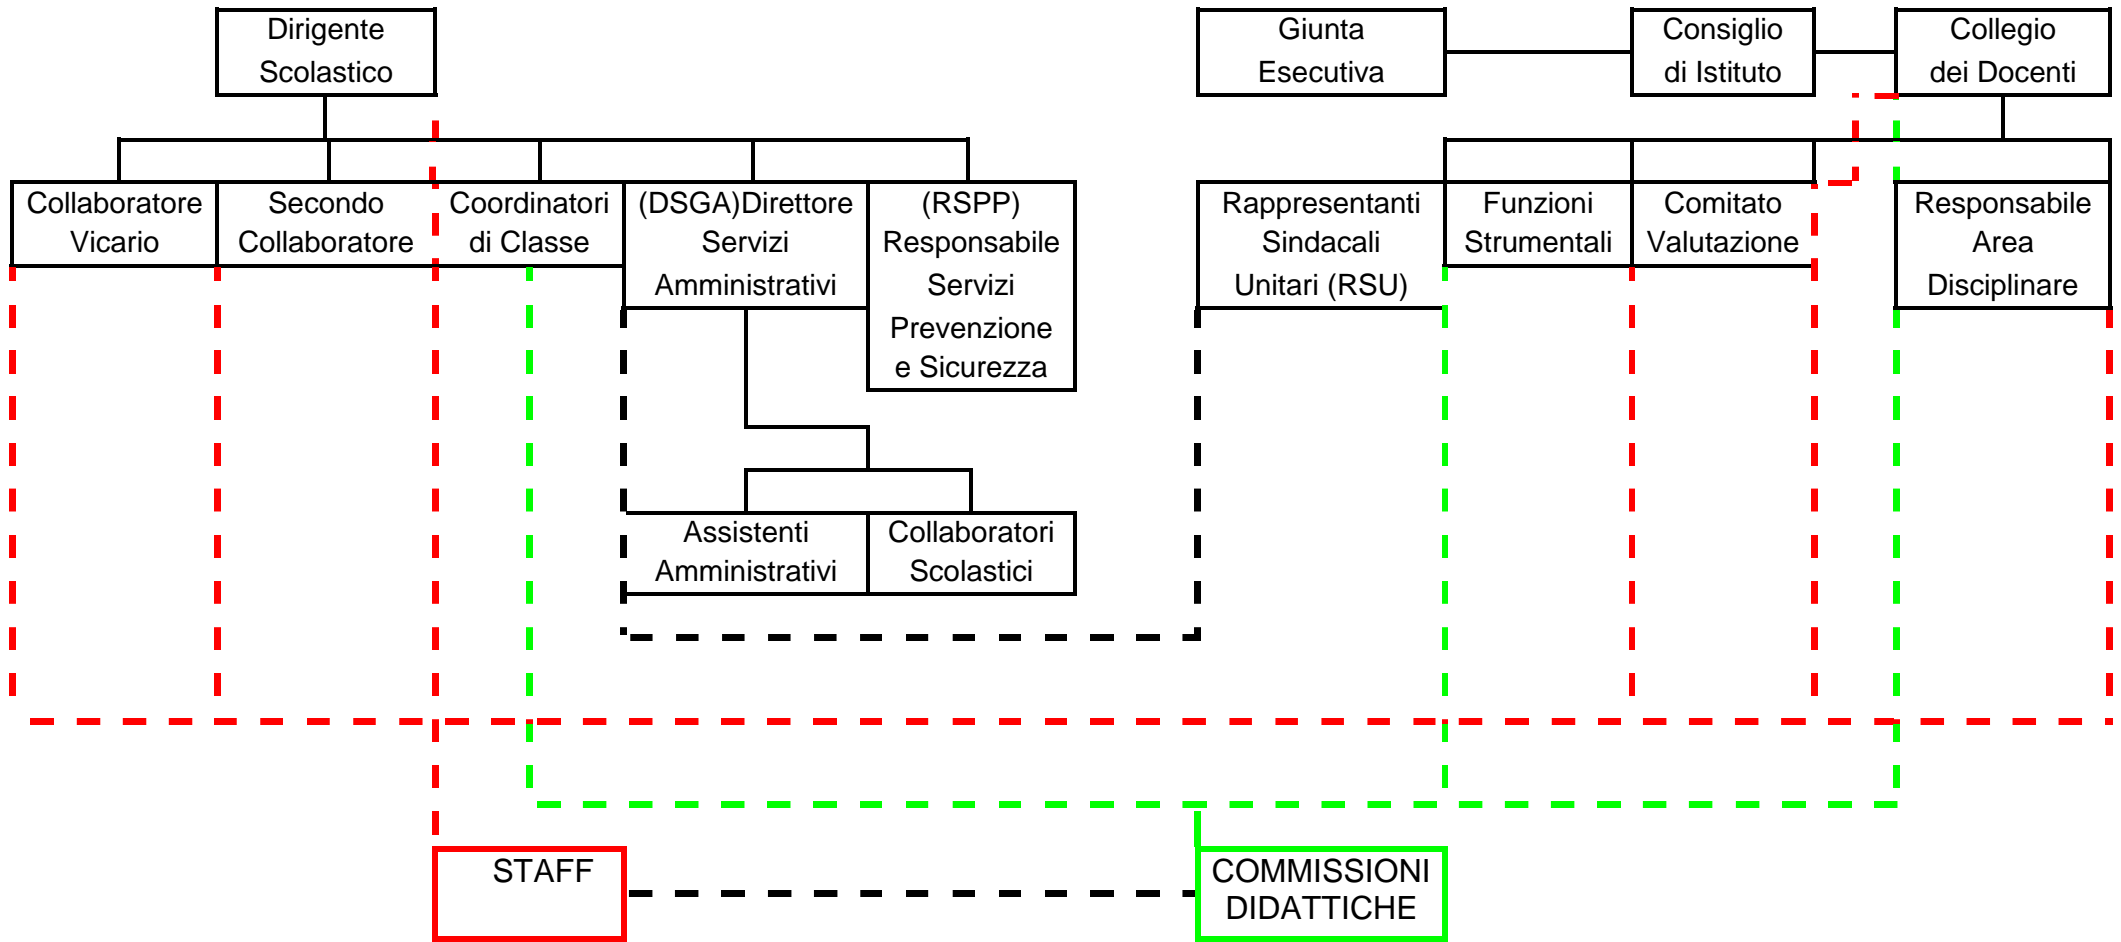 Dirigente
Scolastico
Giunta
Esecutiva
Consiglio
di Istituto
Collegio
dei Docenti
Collaboratore
Vicario
Secondo
Collaboratore
Coordinatori
di Classe
(DSGA)Direttore
Servizi
Amministrativi
(RSPP)
Responsabile
Servizi
Prevenzione
e Sicurezza
Rappresentanti
Sindacali
Unitari (RSU)
Funzioni
Strumentali
Comitato
Valutazione
Responsabile
Area
Disciplinare
Assistenti
Amministrativi
Collaboratori
Scolastici
STAFF
COMMISSIONI
DIDATTICHE